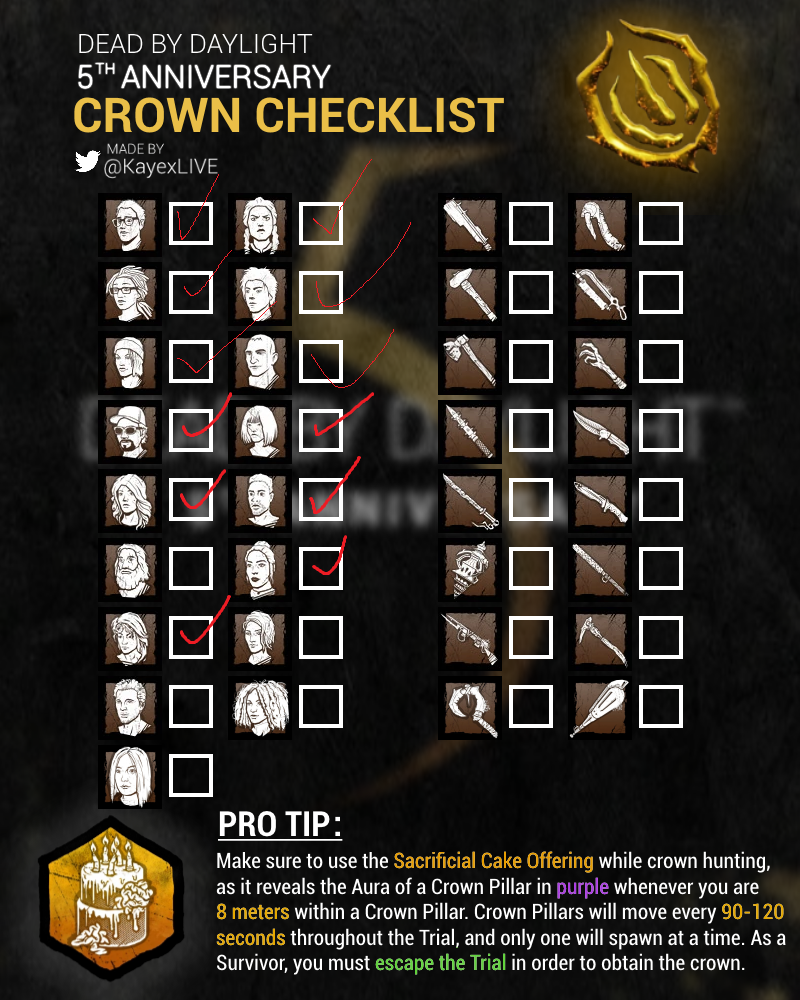 DEAD BY DAYLIGHT
5TH ANNIVERSARY
CROWN CHECKLIST
MADE BY
@KayexLIVE
PRO TIP:
Make sure to use the Sacrificial Cake Offering while crown hunting,
as it reveals the Aura of a Crown Pillar in purple whenever you are
8 meters within a Crown Pillar. Crown Pillars will move every 90-120
seconds throughout the Trial, and only one will spawn at a time. As a
Survivor, you must escape the Trial in order to obtain the crown.